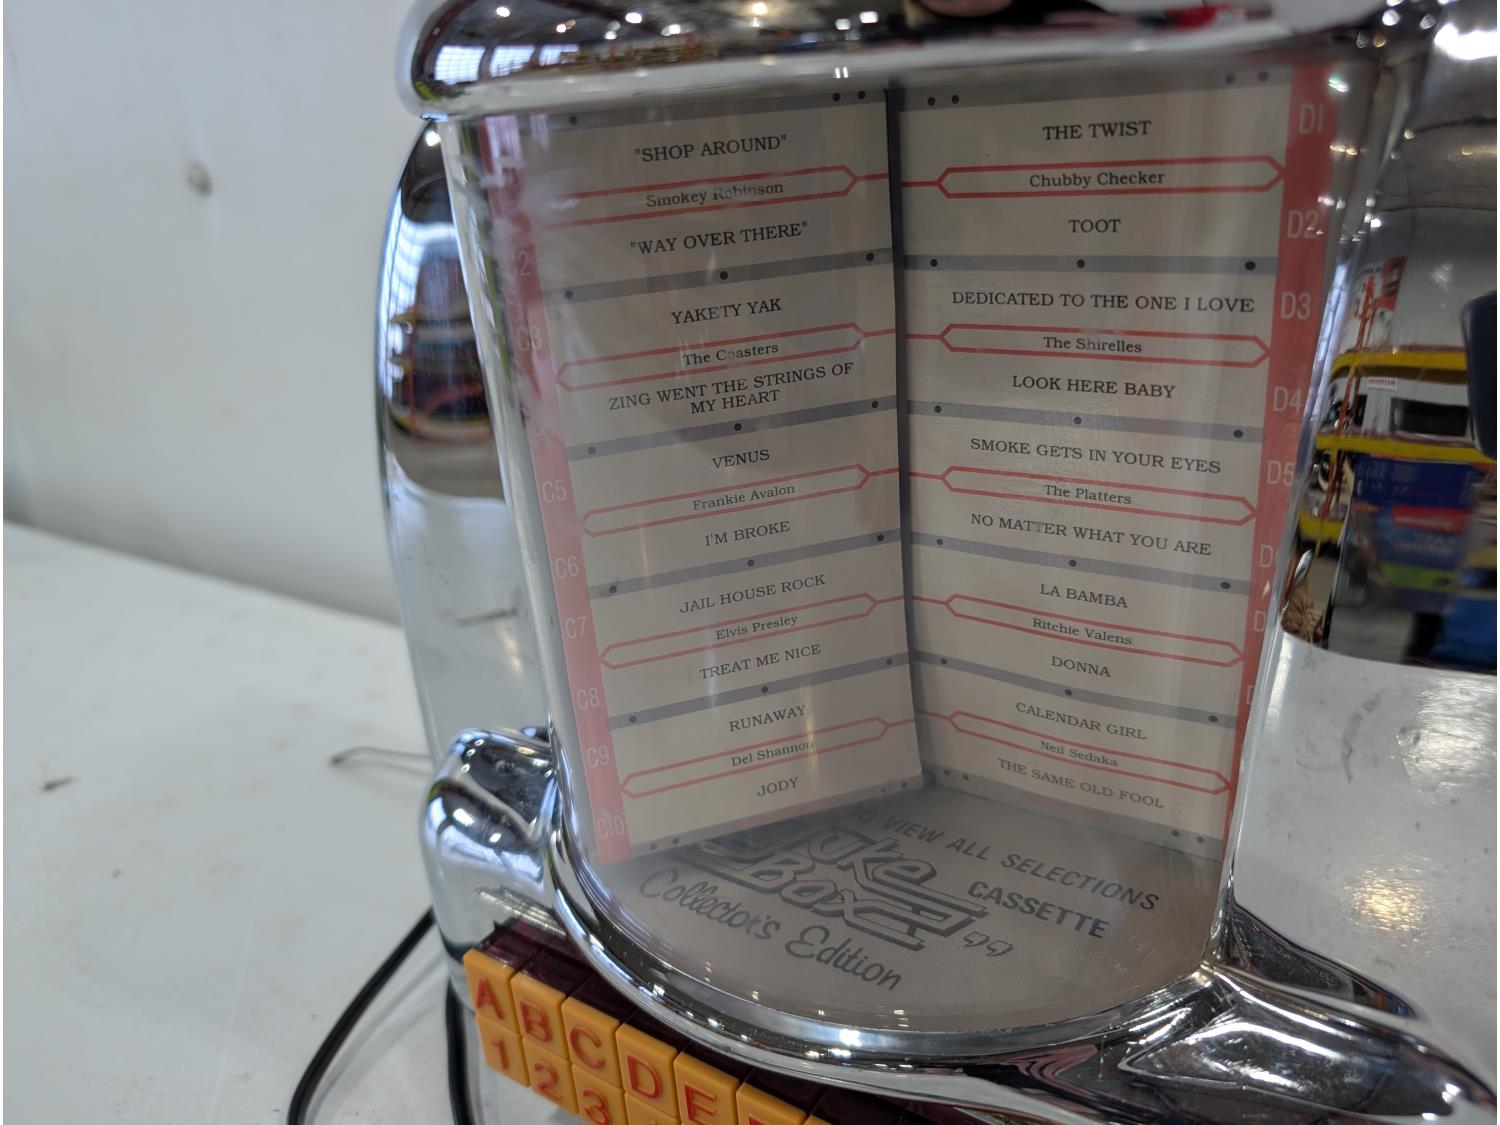 "SHOP AROUND"
Smokey Robinson
"WAY OVER THERE"
C2
YAKETY YAK
C3
The Coasters
ZING WENT THE STRINGS OF
MY HEART
VENUS
C5
Frankie Avalon
I'M BROKE
C6
JAIL HOUSE ROCK
C7
Elvis Presley
TREAT ME NICE
C8
RUNAWAY
C9
Del Shannon
JODY
C10
THE TWIST
D1
Chubby Checker
TOOT
D2
DEDICATED TO THE ONE I LOVE
D3
The Shirelles
LOOK HERE BABY
D4
SMOKE GETS IN YOUR EYES
D5
The Platters
NO MATTER WHAT YOU ARE
LA BAMBA
Ritchie Valens
DONNA
CALENDAR GIRL
Neil Sedaka
THE SAME OLD FOOL
TO VIEW ALL SELECTIONS
CASSETTE
Juke
Box
Collector's Edition
A B C D E
1 2 3